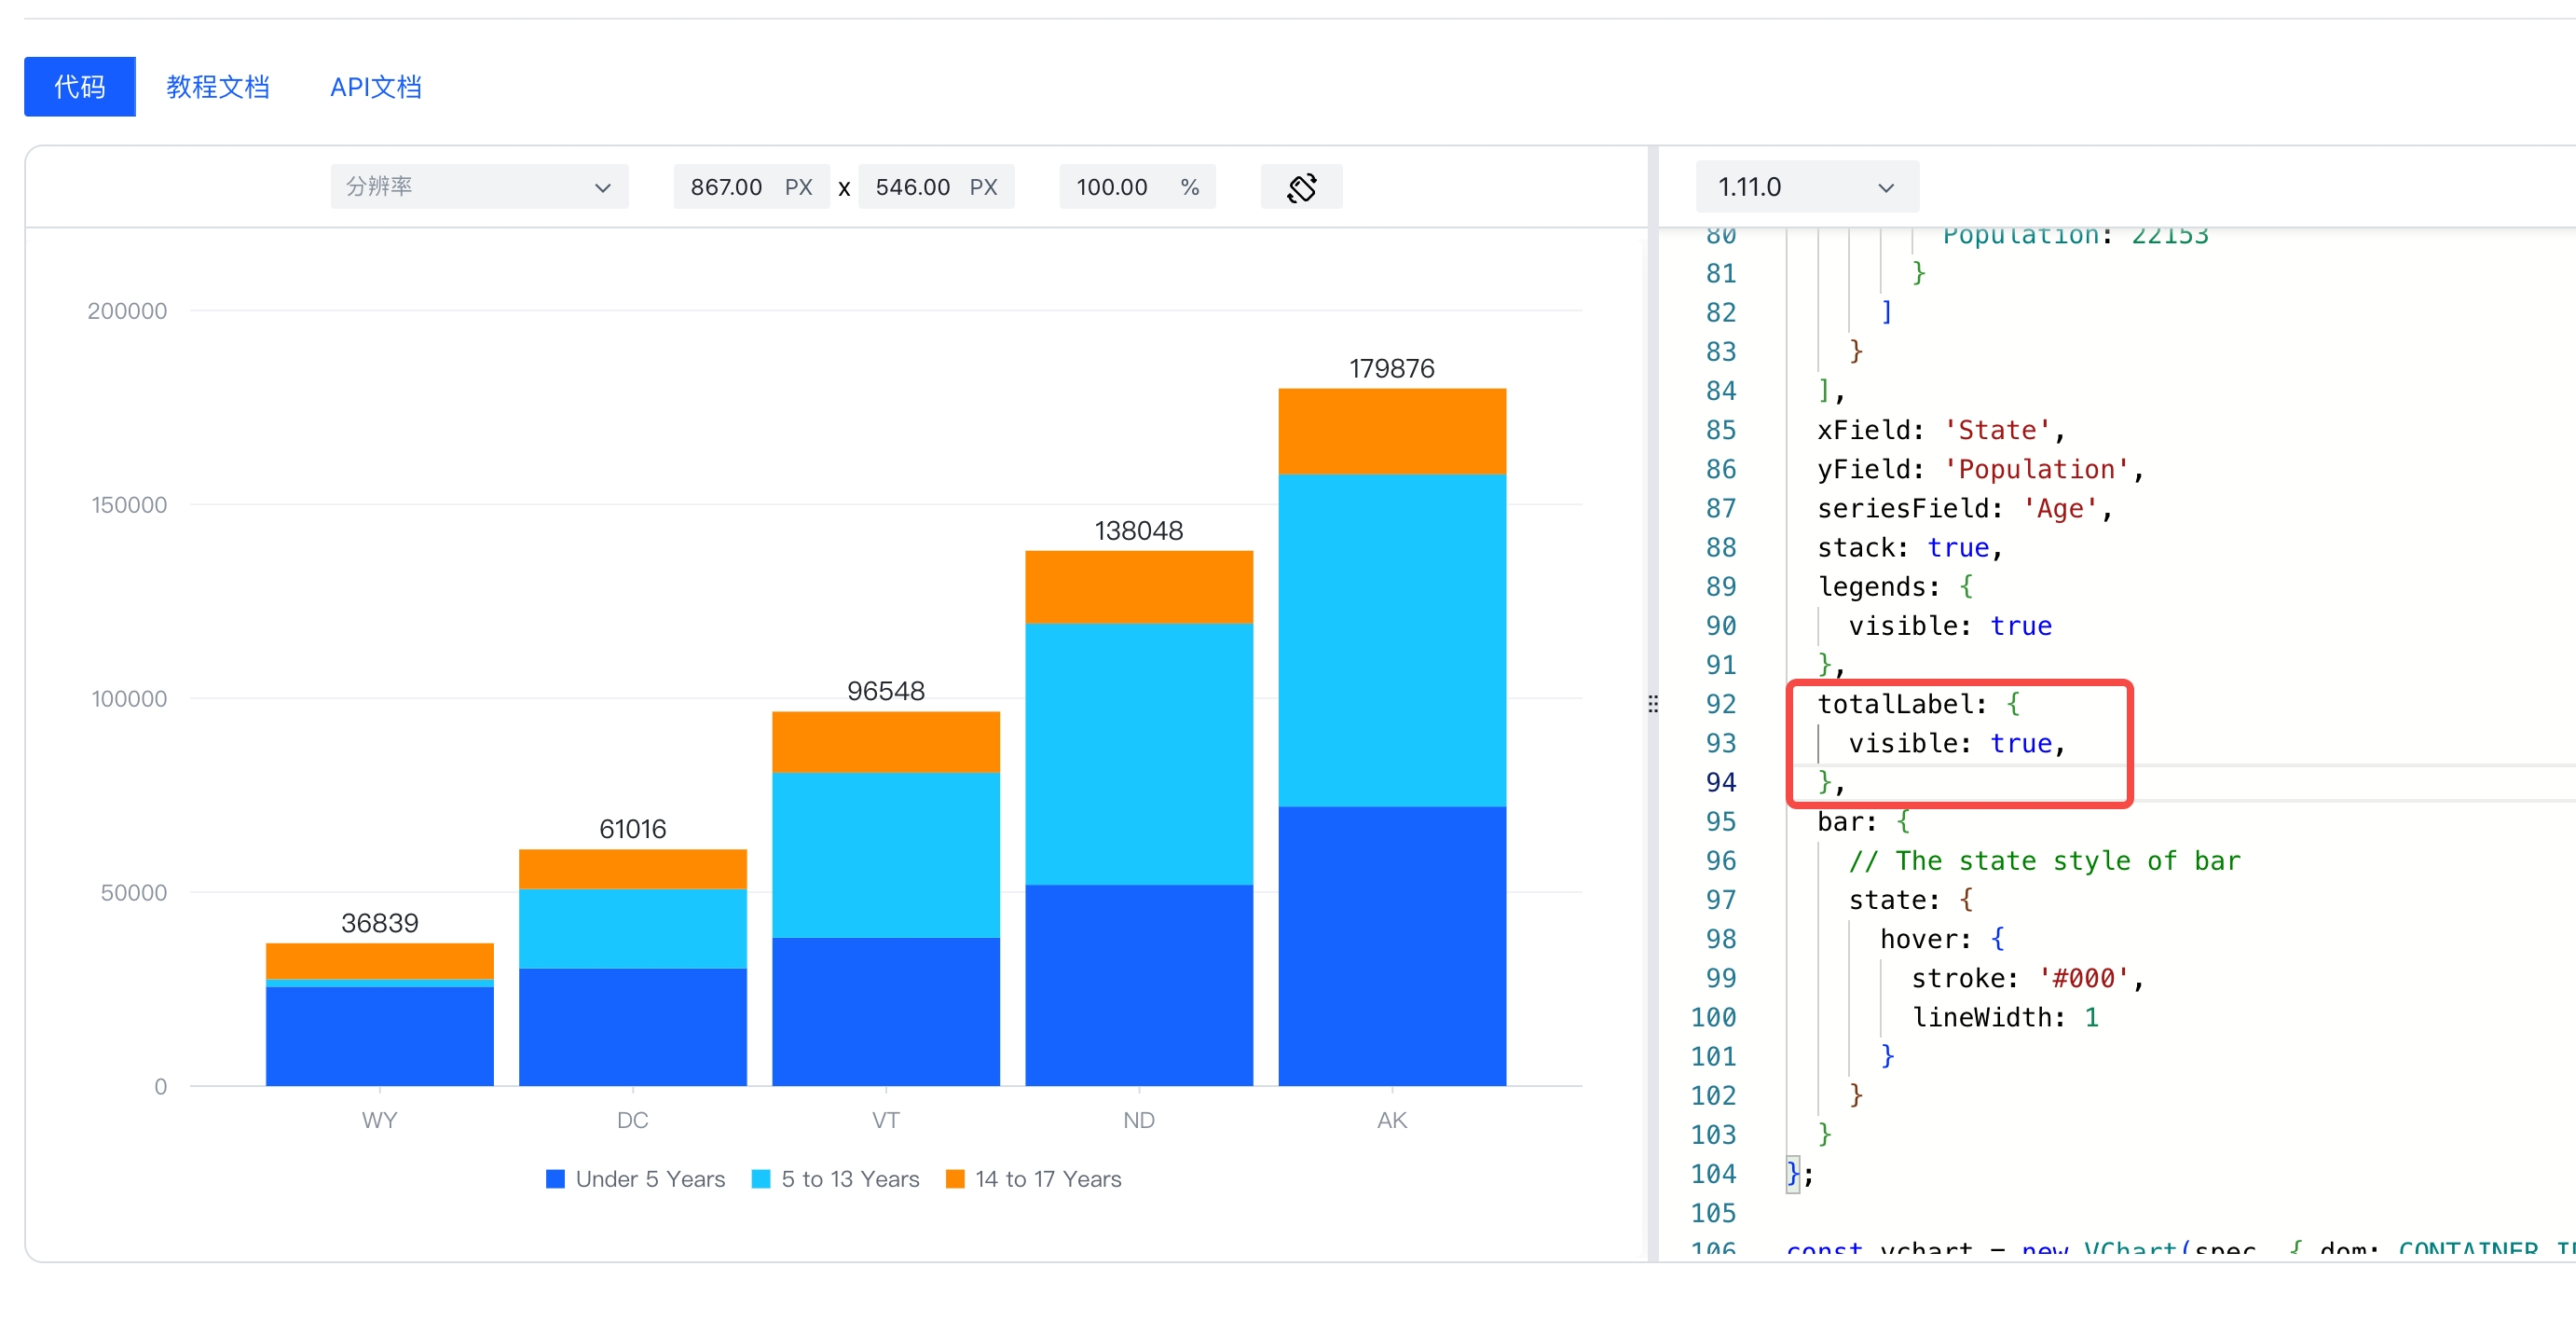 代码 教程文档 API文档
分辨率 867.00 PX x 546.00 PX 100.00 %
200000
150000
100000
50000
0
36839
61016
96548
138048
179876
WY DC VT ND AK
Under 5 Years 5 to 13 Years 14 to 17 Years
1.11.0
80 Population: 22153
81 }
82 ]
83 }
84 ],
85 xField: 'State',
86 yField: 'Population',
87 seriesField: 'Age',
88 stack: true,
89 legends: {
90 visible: true
91 },
92 totalLabel: {
93 visible: true,
94 },
95 bar: {
96 // The state style of bar
97 state: {
98 hover: {
99 stroke: '#000',
100 lineWidth: 1
101 }
102 }
103 }
104 };
105
106 const vchart = new VChart(spec, { dom: CONTAINER_